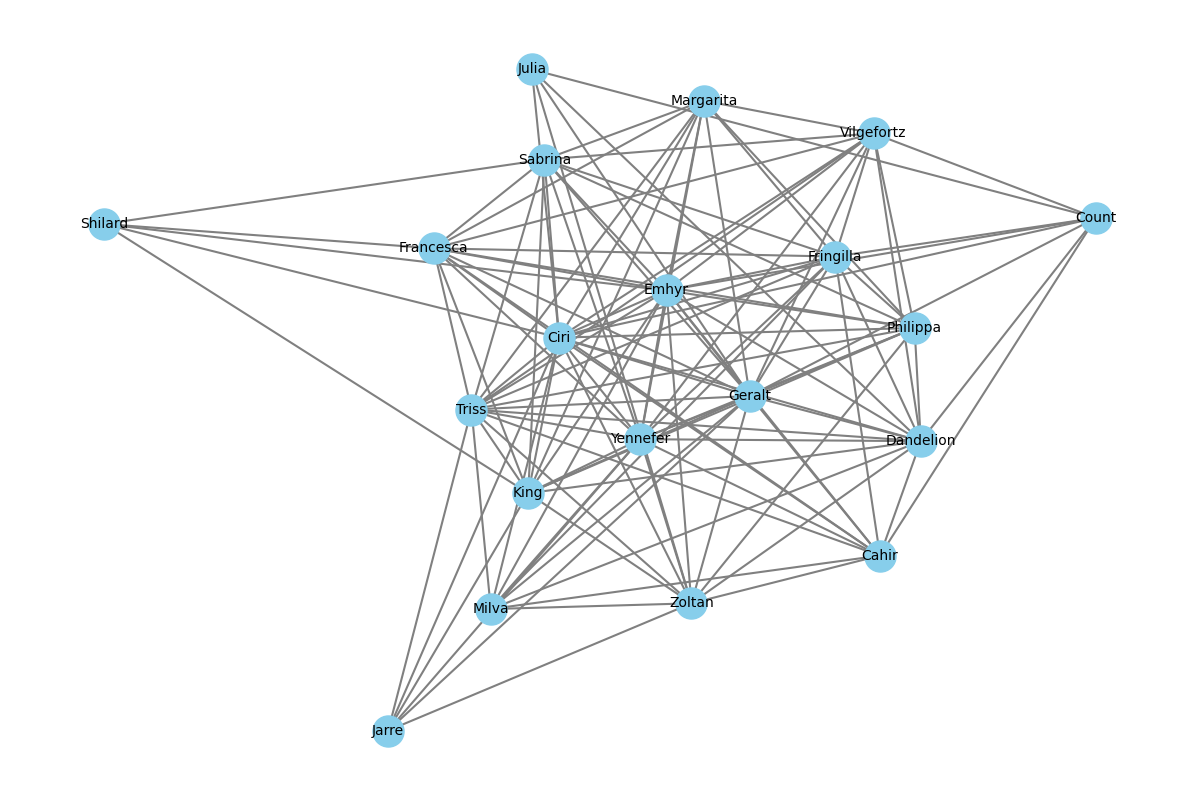 Julia
Margarita
Vilgefortz
Sabrina
Count
Shilard
Francesca
Fringilla
Emhyr
Philippa
Ciri
Geralt
Triss
Yennefer
Dandelion
King
Cahir
Zoltan
Milva
Jarre